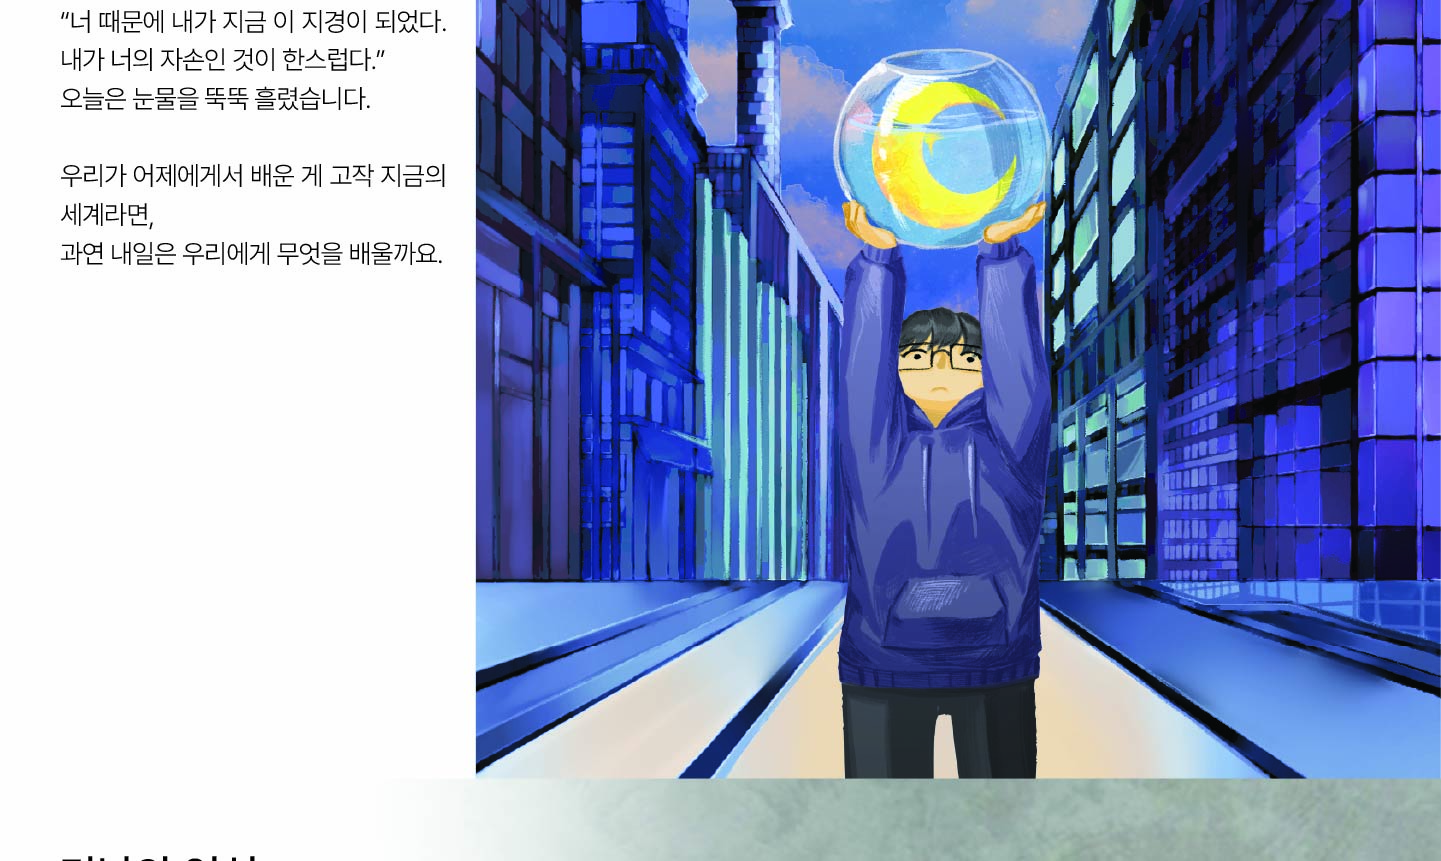 “너 때문에 내가 지금 이 지경이 되었다.
내가 너의 자손인 것이 한스럽다.”
오늘은 눈물을 뚝뚝 흘렸습니다.
우리가 어제에게서 배운 게 고작 지금의
세계라면,
과연 내일은 우리에게 무엇을 배울까요.